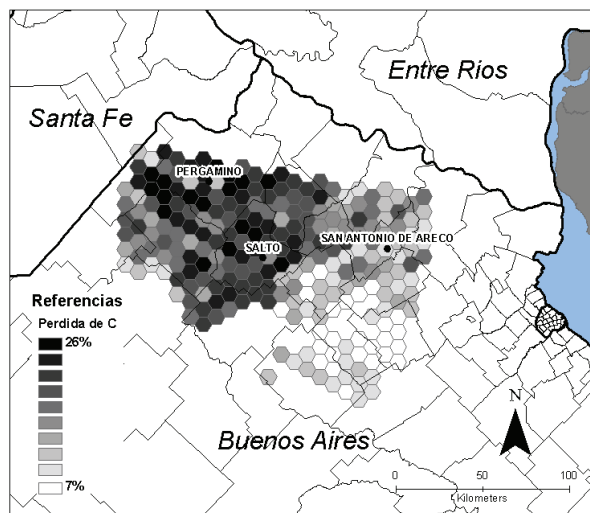 Entre Rios
Santa Fe
PERGAMINO
SALTO
SAN ANTONIO DE ARECO
Referencias
Perdida de C
26%
7%
Buenos Aires
N
0 50 100
Kilometers